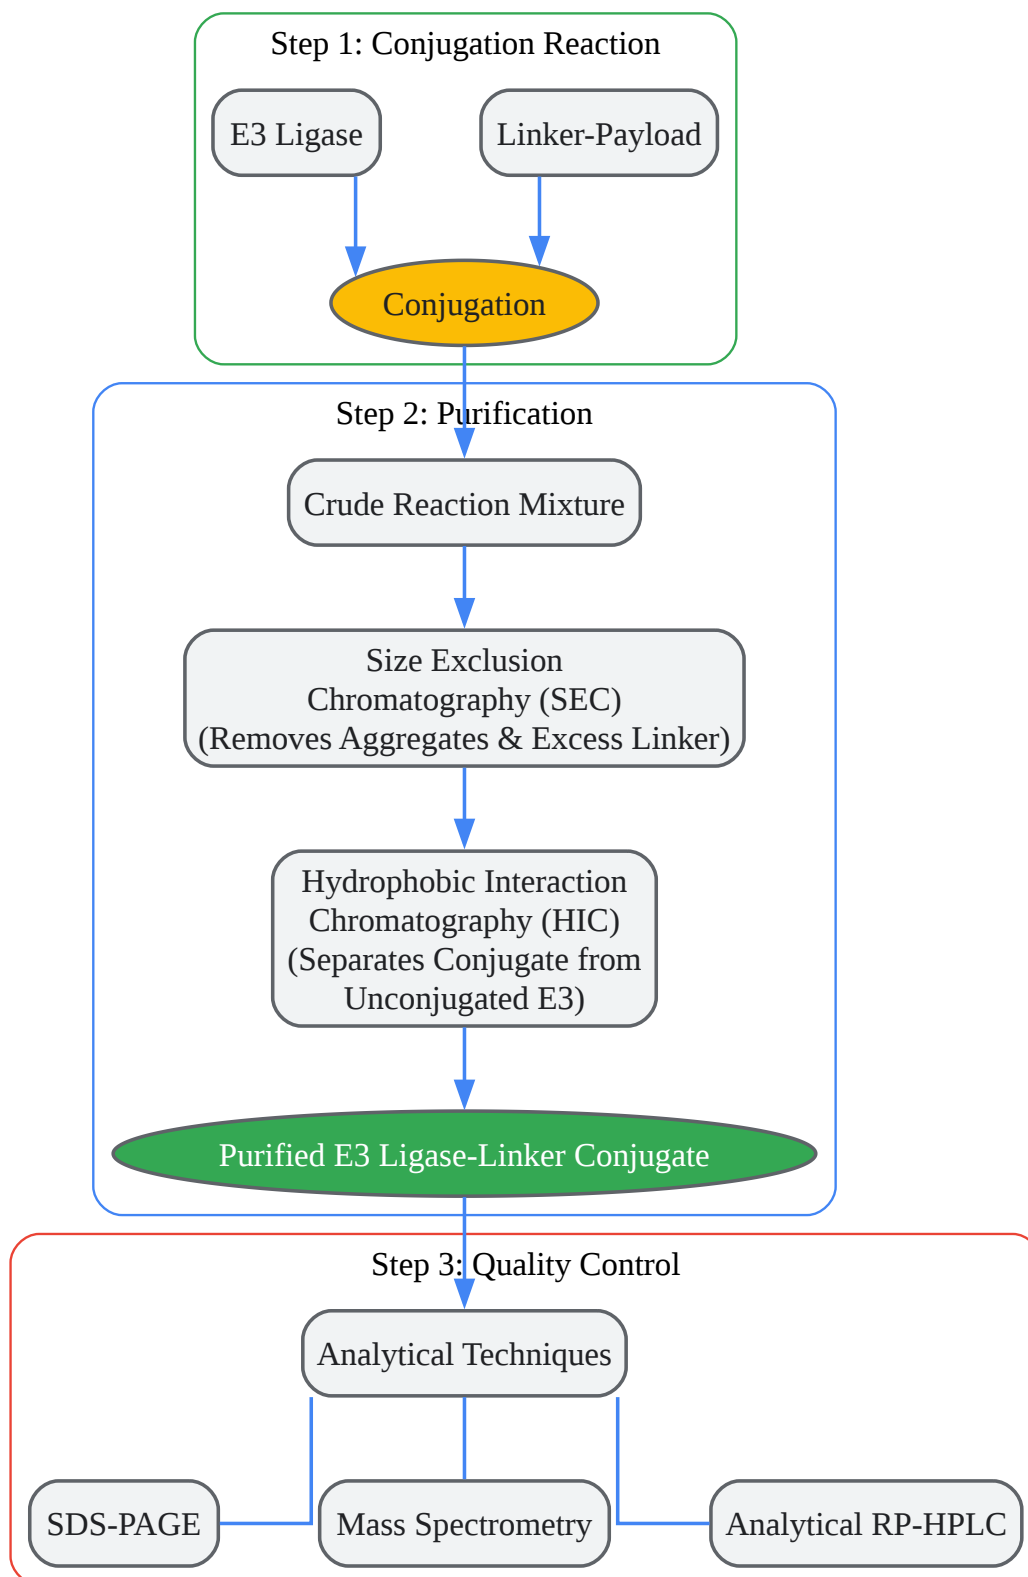 Step 1: Conjugation Reaction
E3 Ligase
Linker-Payload
Conjugation
Step 2: Purification
Crude Reaction Mixture
Size Exclusion
Chromatography (SEC)
(Removes Aggregates & Excess Linker)
Hydrophobic Interaction
Chromatography (HIC)
(Separates Conjugate from
Unconjugated E3)
Purified E3 Ligase-Linker Conjugate
Step 3: Quality Control
Analytical Techniques
SDS-PAGE
Mass Spectrometry
Analytical RP-HPLC